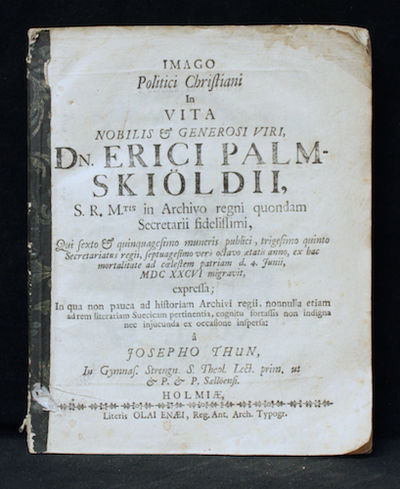 IMAGO
Politici Christiani
In
VITA
NOBILIS & GENEROSI VIRI,
DN. ERICI PALM-
SKIÖLDII,
S. R. M.TIS in Archivo regni quondam
Secretarii fidelissimi,
Qui sexto & quinquagesimo muneris publici, trigesimo quinto
Secretariatus regii, septuagesimo vero octavo ætatis anno, ex hac
mortalitate ad cœlestem patriam d. 4. Junii,
MDC XXCVI migravit,
expressa;
In qua non pauca ad historiam Archivi regii, nonnulla etiam
ad rem literariam Suecicam pertinentia, cognitu fortassis non indigna
nec injucunda ex occasione inspersa:
â
JOSEPHO THUN,
In Gymnas. Strengn. S. Theol. Lect. prim. ut
& P. & P. Salloënsi.
HOLMIÆ,
Literis OLAI ENÆI, Reg. Ant. Arch. Typogr.